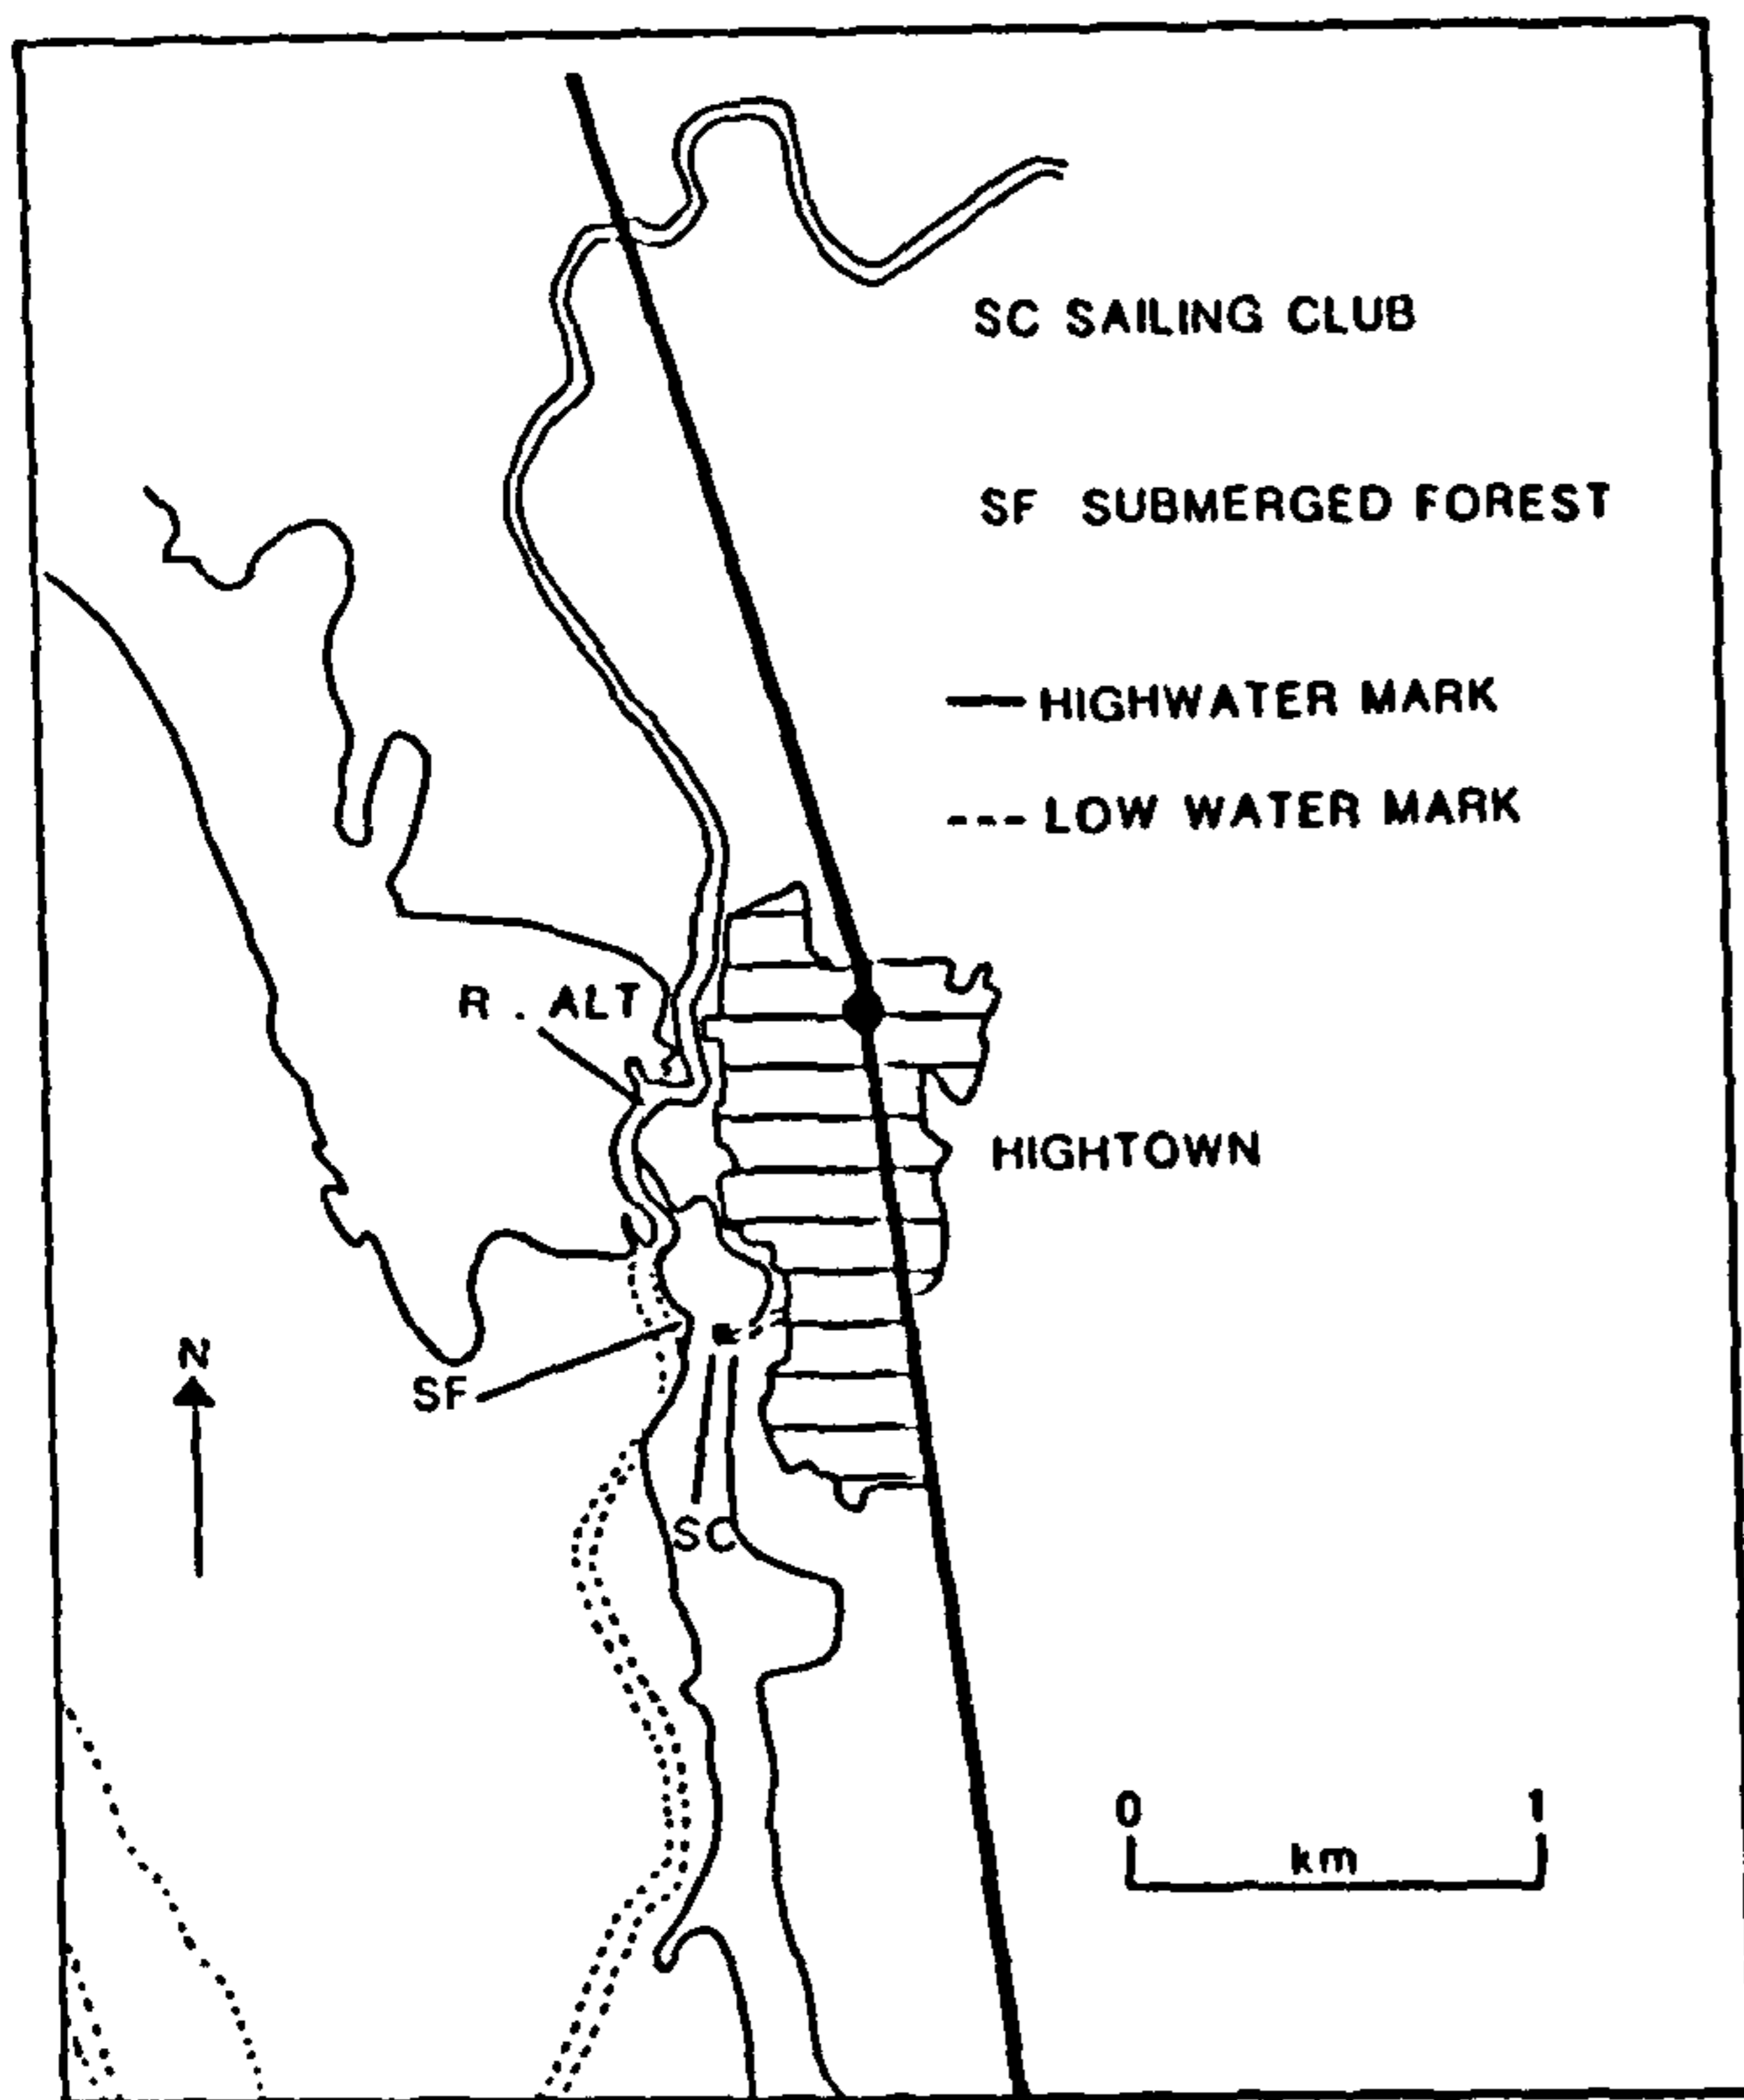 SC SAILING CLUB
SF SUBMERGED FOREST
HIGHWATER MARK
LOW WATER MARK
R . ALT
HIGHTOWN
N
SF
SC
0 1
km